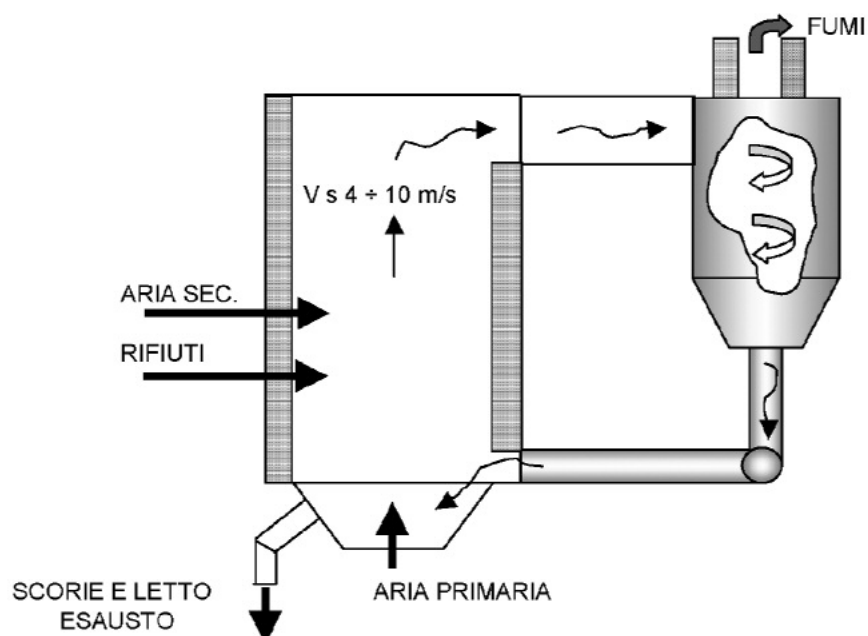 FUMI
V s 4 ÷ 10 m/s
ARIA SEC.
RIFIUTI
SCORIE E LETTO
ESAUSTO
ARIA PRIMARIA